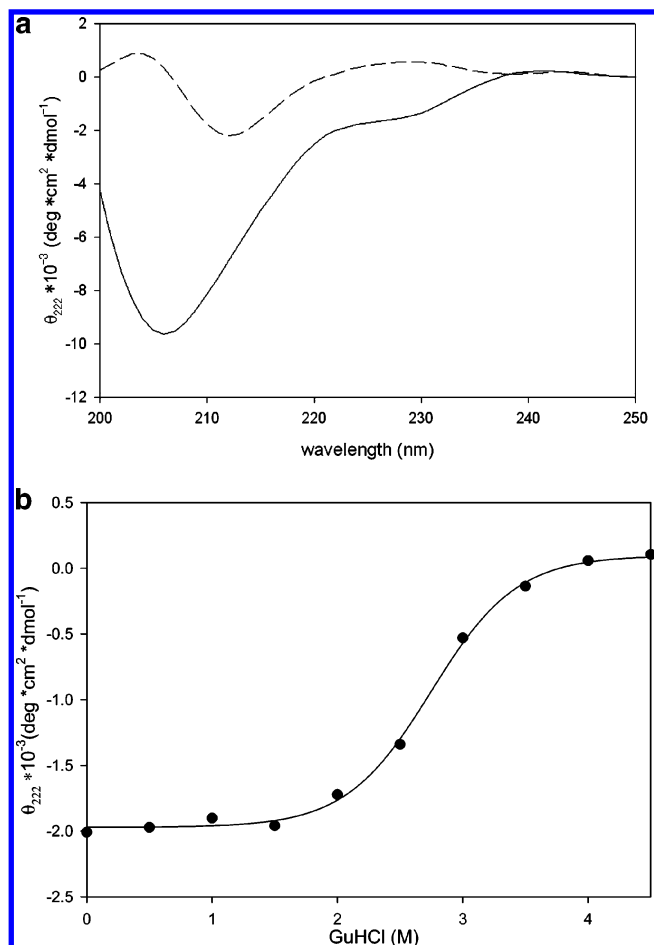 a
2
0
-2
-4
-6
-8
-10
-12
θ222 *10⁻³ (deg *cm² *dmol⁻¹)
200 210 220 230 240 250
wavelength (nm)
b
0.5
0.0
-0.5
-1.0
-1.5
-2.0
-2.5
θ222 *10⁻³(deg *cm² *dmol⁻¹)
0 1 2 3 4
GuHCl (M)